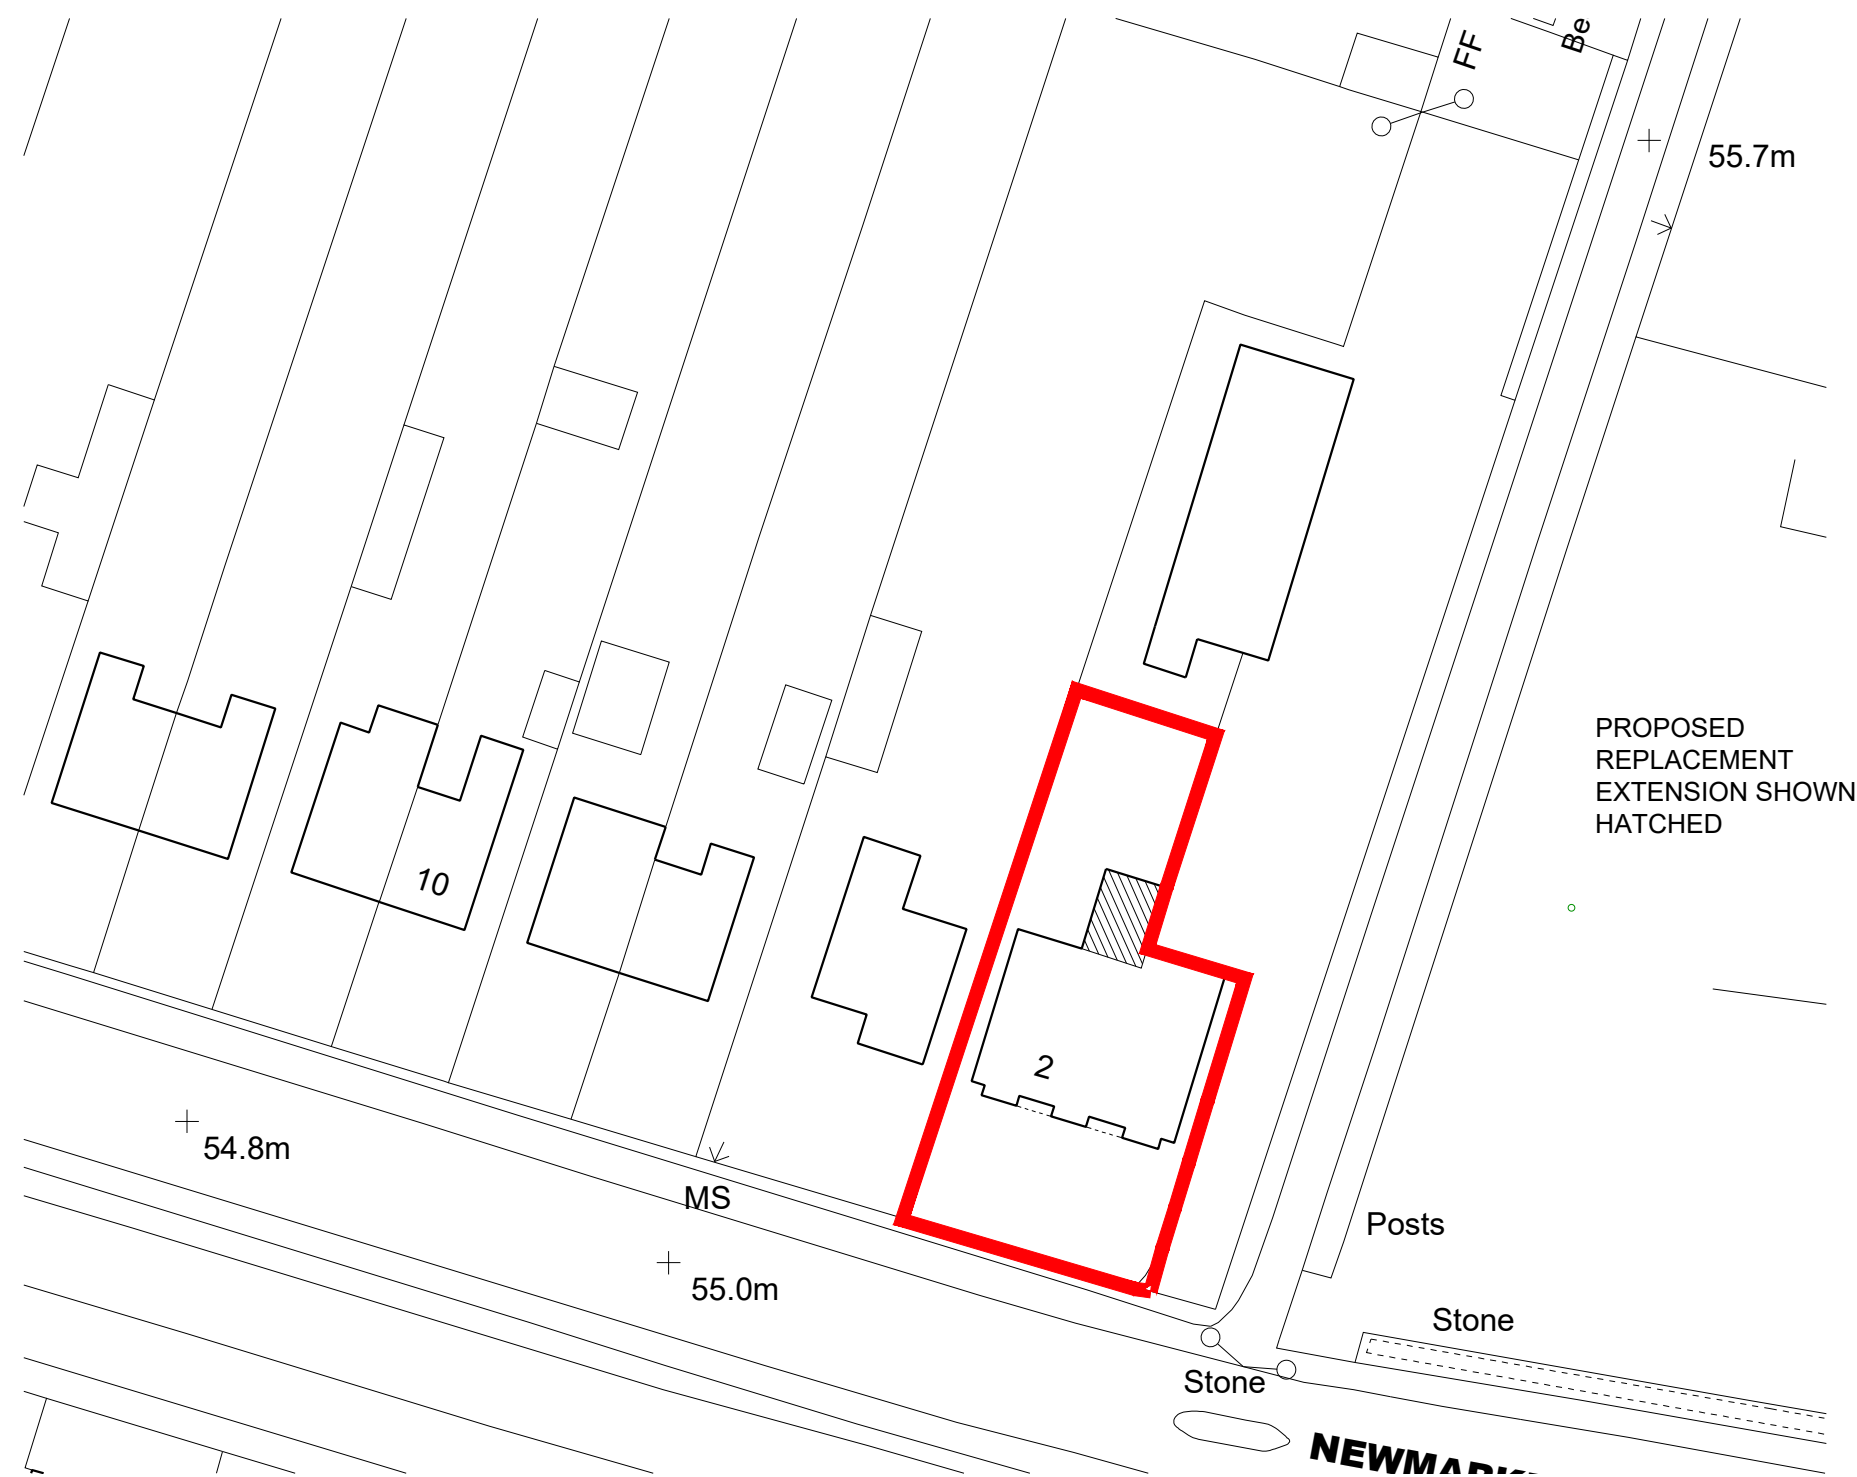 FF
Be
55.7m
PROPOSED
REPLACEMENT
EXTENSION SHOWN
HATCHED
10
2
54.8m
MS
55.0m
Posts
Stone
Stone